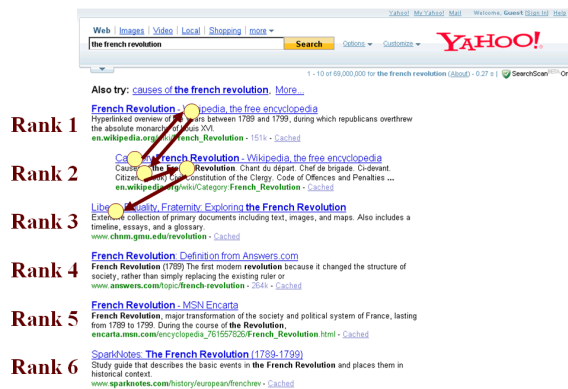 Yahoo! My Yahoo! Mail Welcome, Guest [Sign In] Help
Web | Images | Video | Local | Shopping | more
the french revolution Search Options Customize YAHOO!
1 - 10 of 69,000,000 for the french revolution (About) - 0.27 s | SearchScan On
Also try: causes of the french revolution, More...
Rank 1
French Revolution - Wikipedia, the free encyclopedia
Hyperlinked overview of years between 1789 and 1799, during which republicans overthrew
the absolute monarch of Louis XVI.
en.wikipedia.org/wiki/French_Revolution - 151k - Cached
Rank 2
Category:French Revolution - Wikipedia, the free encyclopedia
Causes the French Revolution. Chant du départ. Chef de brigade. Ci-devant.
Citizen Constitution of the Clergy. Code of Offences and Penalties ...
en.wikipedia.org/wiki/Category:French_Revolution - Cached
Rank 3
Liberty, Equality, Fraternity: Exploring the French Revolution
Extensive collection of primary documents including text, images, and maps. Also includes a
timeline, essays, and a glossary.
www.chnm.gmu.edu/revolution - Cached
Rank 4
French Revolution: Definition from Answers.com
French Revolution (1789) The first modern revolution because it changed the structure of
society, rather than simply replacing the existing ruler or
www.answers.com/topic/french-revolution - 264k - Cached
Rank 5
French Revolution - MSN Encarta
French Revolution, major transformation of the society and political system of France, lasting
from 1789 to 1799. During the course of the Revolution,
encarta.msn.com/encyclopedia_761557826/French_Revolution.html - Cached
Rank 6
SparkNotes: The French Revolution (1789-1799)
Study guide that describes the basic events in the French Revolution and places them in
historical context.
www.sparknotes.com/history/european/frenchrev - Cached